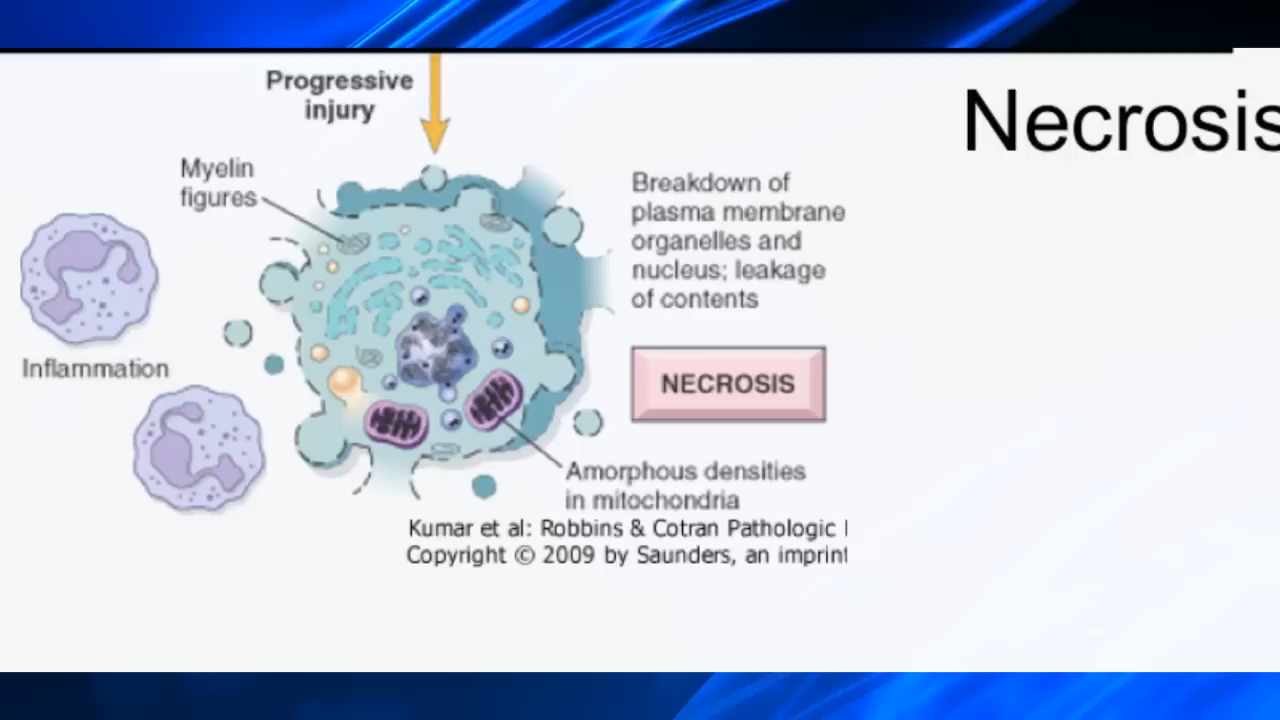 Necrosis
Progressive
injury
Myelin
figures
Breakdown of
plasma membrane
organelles and
nucleus; leakage
of contents
Inflammation
NECROSIS
Amorphous densities
in mitochondria
Kumar et al: Robbins & Cotran Pathologic
Copyright © 2009 by Saunders, an imprint